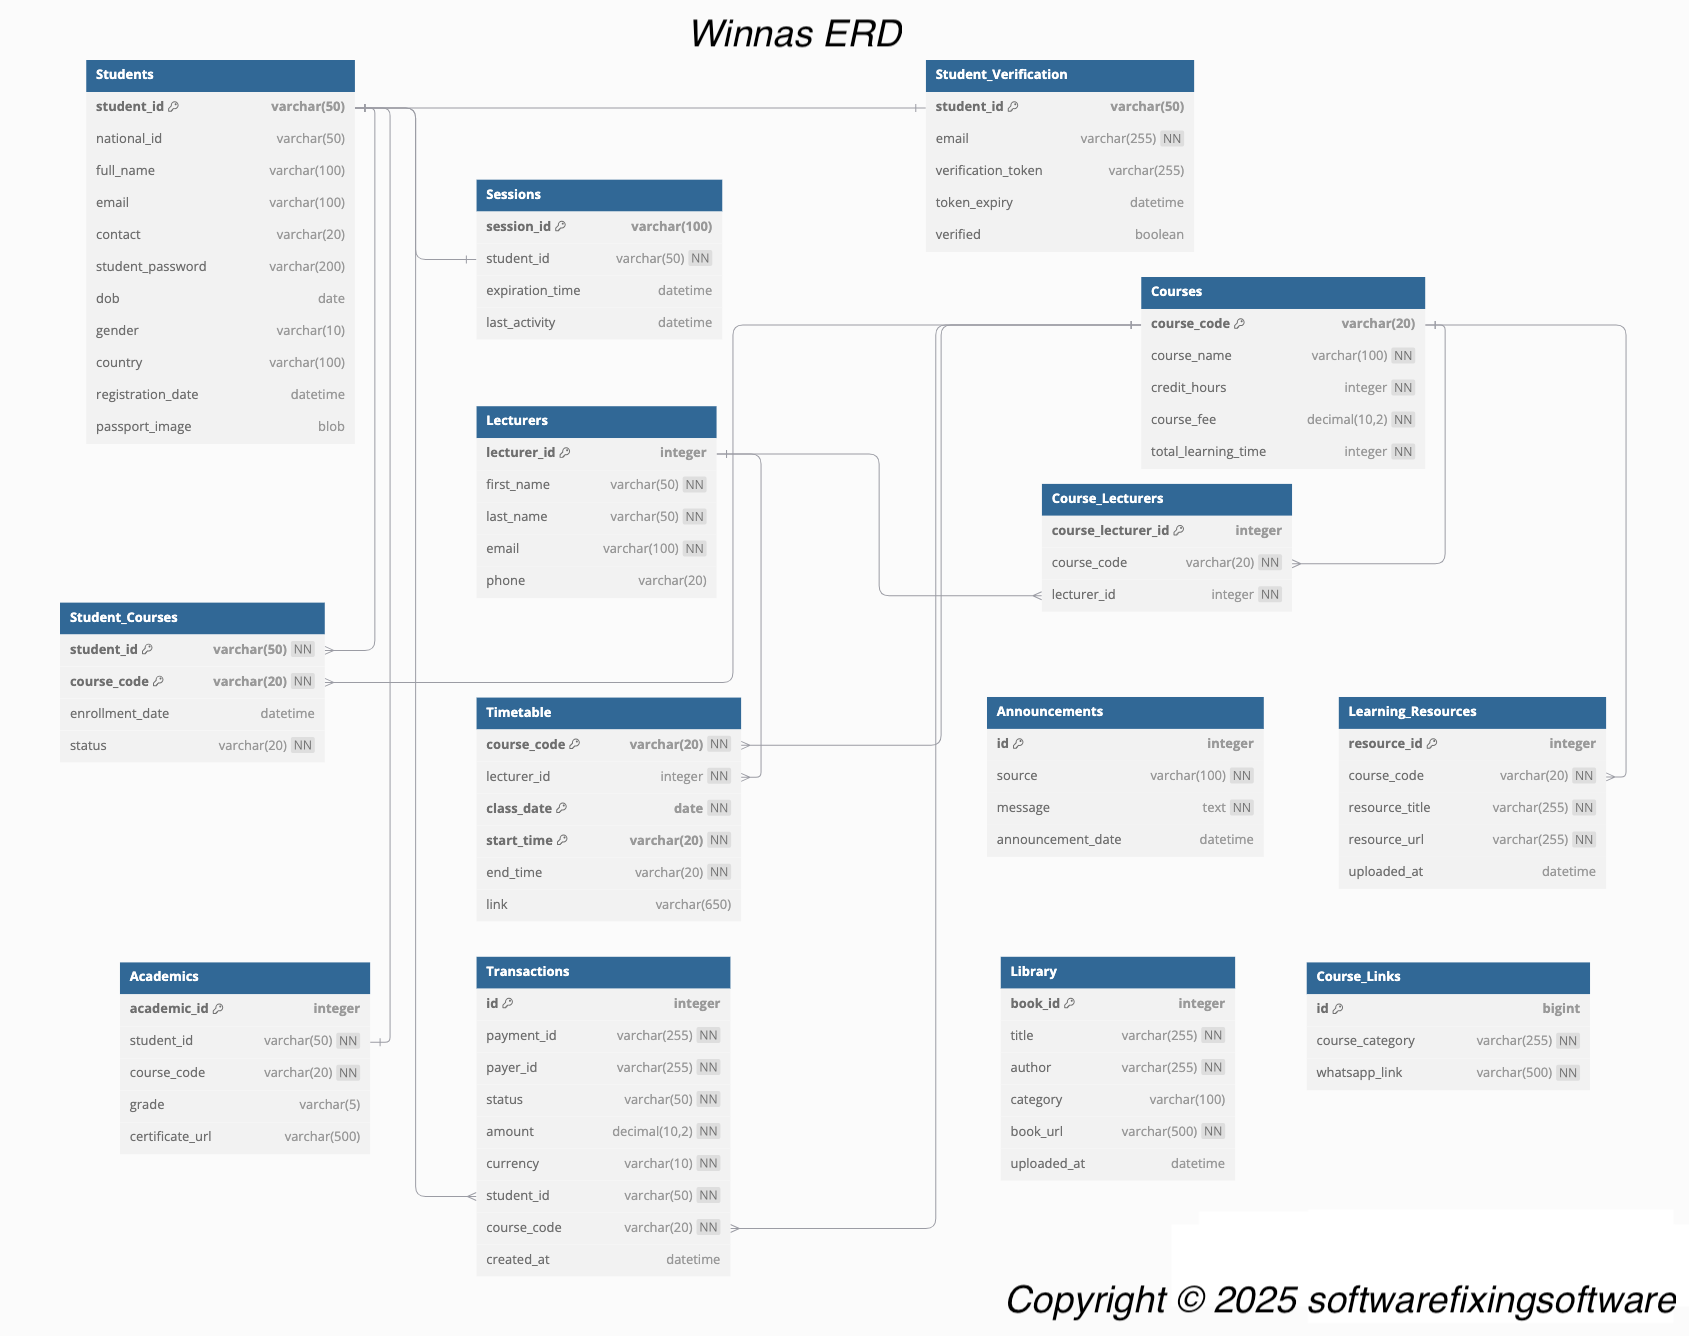 Winnas ERD
Students
student_id varchar(50)
national_id varchar(50)
full_name varchar(100)
email varchar(100)
contact varchar(20)
student_password varchar(200)
dob date
gender varchar(10)
country varchar(100)
registration_date datetime
passport_image blob
Student_Verification
student_id varchar(50)
email varchar(255) NN
verification_token varchar(255)
token_expiry datetime
verified boolean
Sessions
session_id varchar(100)
student_id varchar(50) NN
expiration_time datetime
last_activity datetime
Courses
course_code varchar(20)
course_name varchar(100) NN
credit_hours integer NN
course_fee decimal(10,2) NN
total_learning_time integer NN
Lecturers
lecturer_id integer
first_name varchar(50) NN
last_name varchar(50) NN
email varchar(100) NN
phone varchar(20)
Course_Lecturers
course_lecturer_id integer
course_code varchar(20) NN
lecturer_id integer NN
Student_Courses
student_id varchar(50) NN
course_code varchar(20) NN
enrollment_date datetime
status varchar(20) NN
Timetable
course_code varchar(20) NN
lecturer_id integer NN
class_date date NN
start_time varchar(20) NN
end_time varchar(20) NN
link varchar(650)
Announcements
id integer
source varchar(100) NN
message text NN
announcement_date datetime
Learning_Resources
resource_id integer
course_code varchar(20) NN
resource_title varchar(255) NN
resource_url varchar(255) NN
uploaded_at datetime
Academics
academic_id integer
student_id varchar(50) NN
course_code varchar(20) NN
grade varchar(5)
certificate_url varchar(500)
Transactions
id integer
payment_id varchar(255) NN
payer_id varchar(255) NN
status varchar(50) NN
amount decimal(10,2) NN
currency varchar(10) NN
student_id varchar(50) NN
course_code varchar(20) NN
created_at datetime
Library
book_id integer
title varchar(255) NN
author varchar(255) NN
category varchar(100)
book_url varchar(500) NN
uploaded_at datetime
Course_Links
id bigint
course_category varchar(255) NN
whatsapp_link varchar(500) NN
Copyright © 2025 softwarefixingsoftware